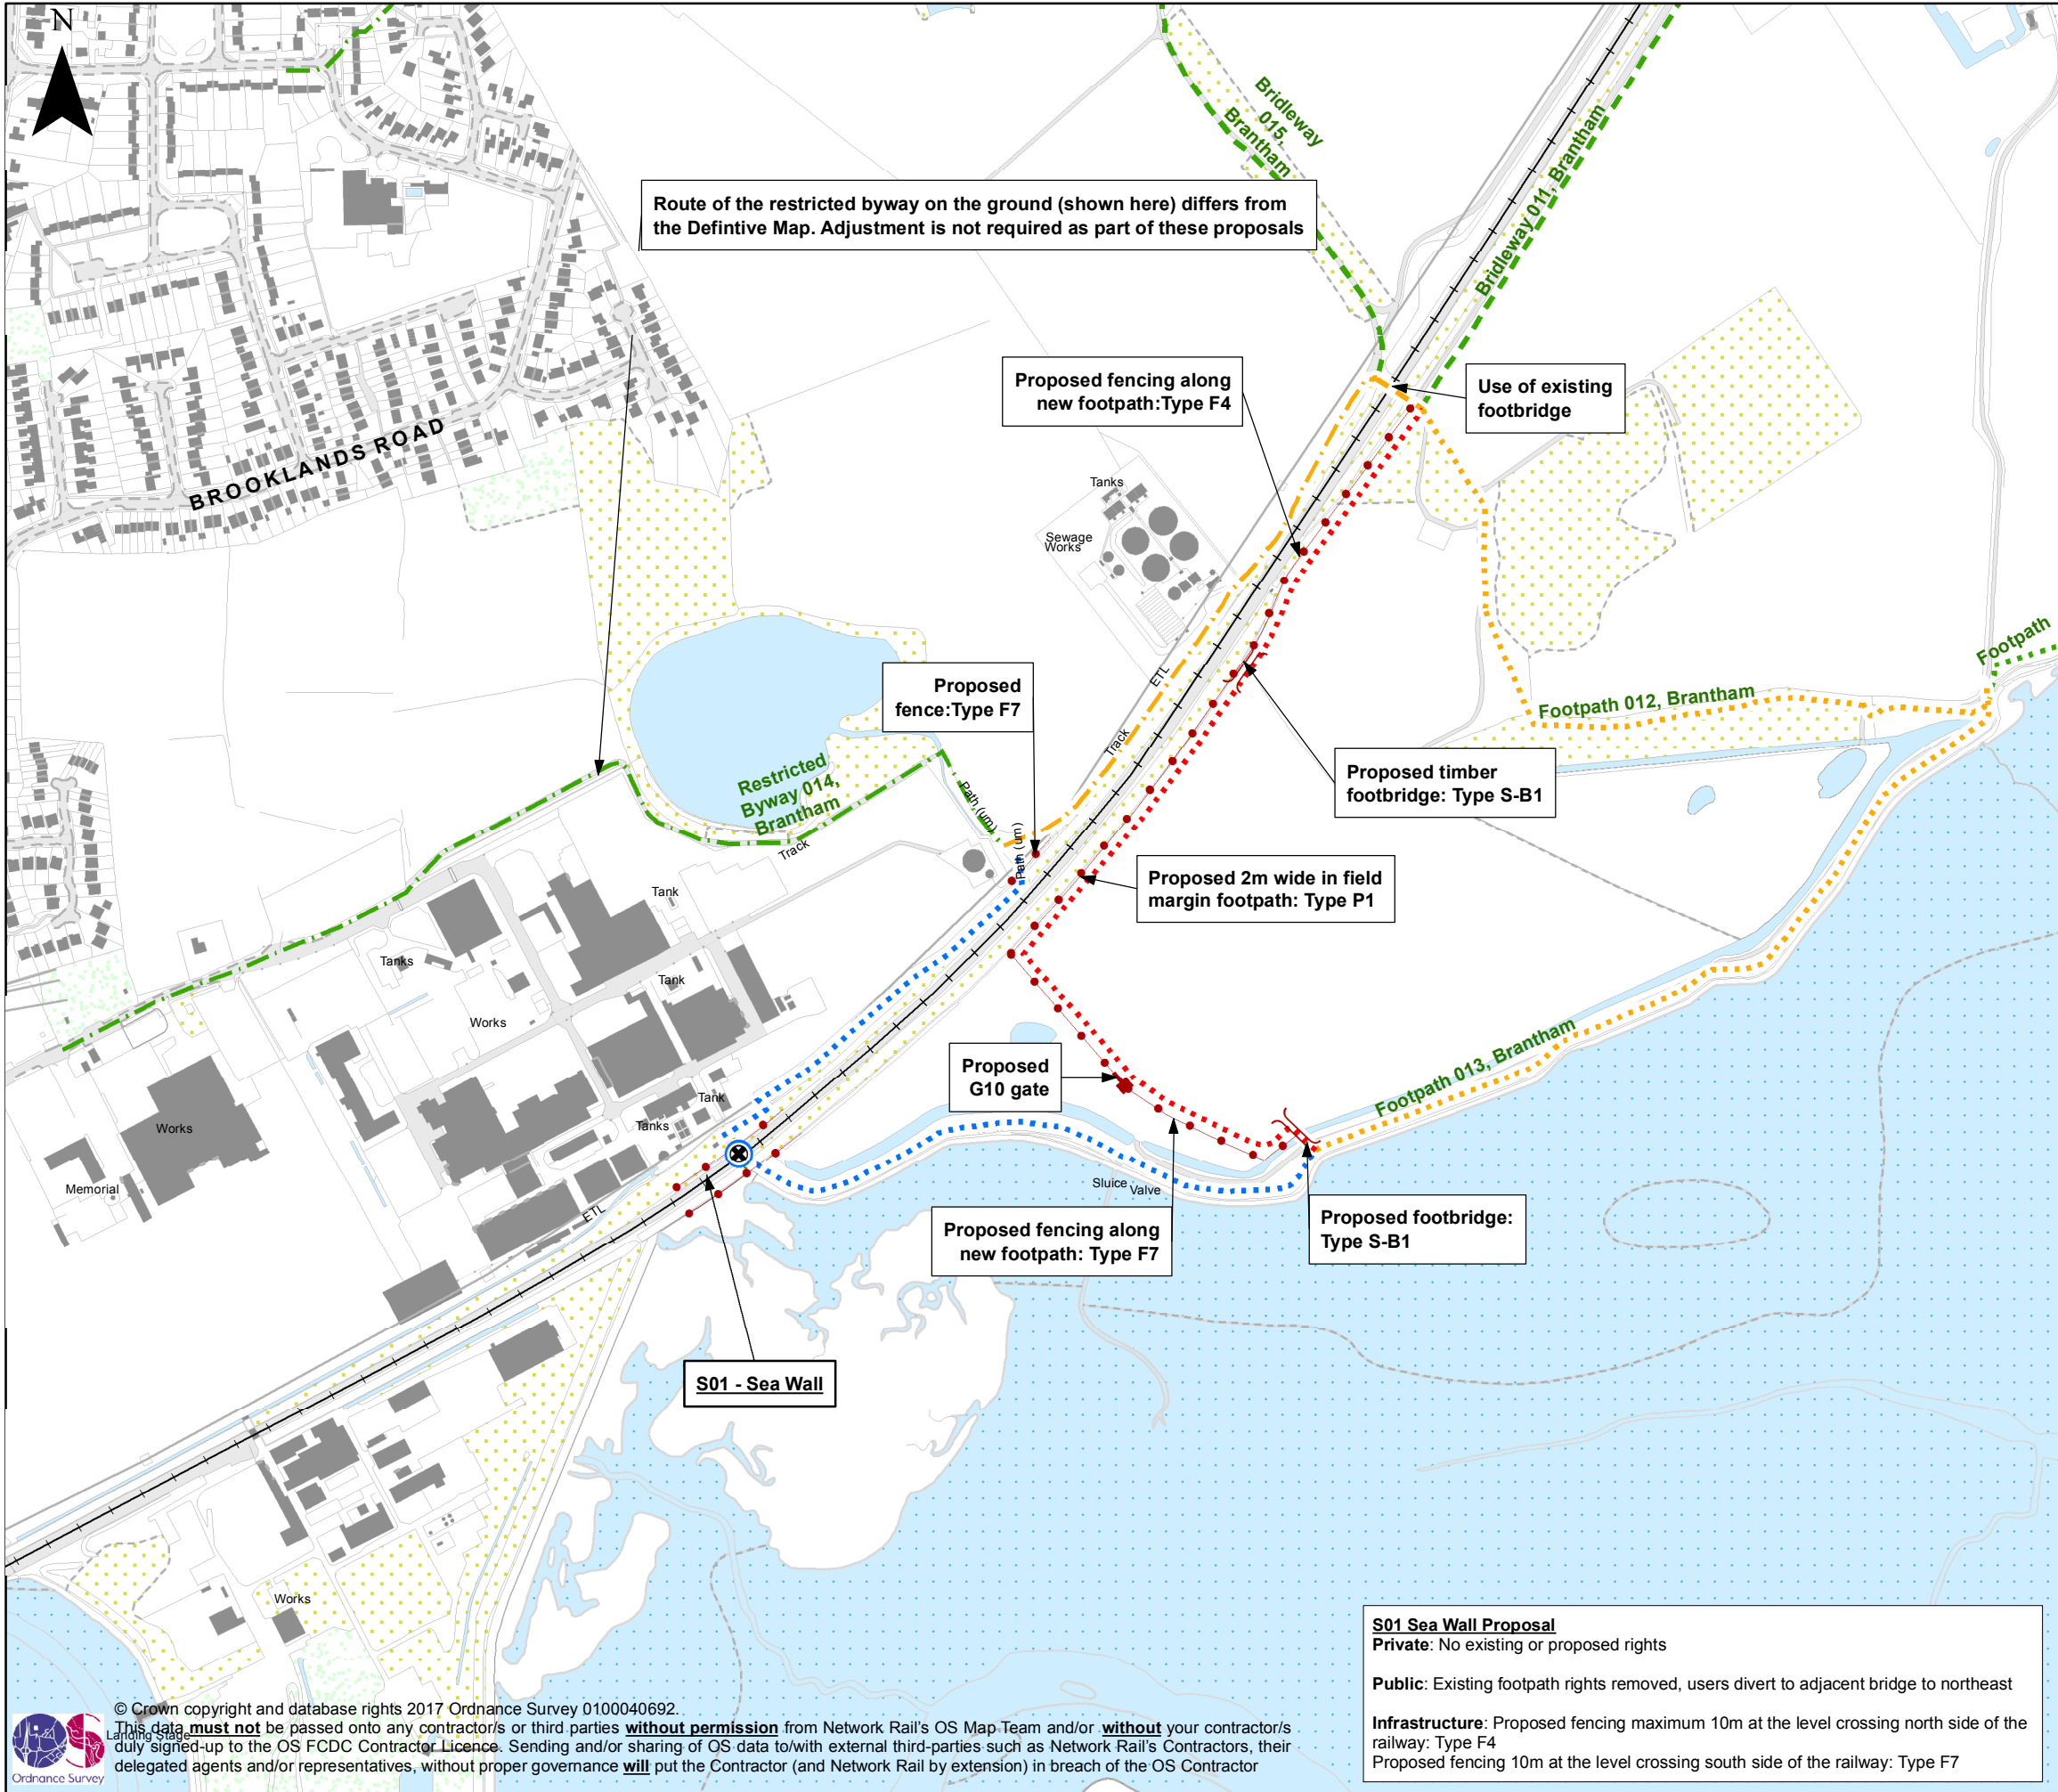 N
Bridleway
015,
Brantham
Bridleway 011, Brantham
Route of the restricted byway on the ground (shown here) differs from
the Defintive Map. Adjustment is not required as part of these proposals
Proposed fencing along
new footpath:Type F4
Use of existing
footbridge
BROOKLANDS ROAD
Tanks
Sewage
Works
Footpath
ETL
Proposed
fence:Type F7
Footpath 012, Brantham
Track
Restricted
Byway 014,
Brantham
Proposed timber
footbridge: Type S-B1
Path (um)
Path (um)
Track
Proposed 2m wide in field
margin footpath: Type P1
Tank
Tanks
Tank
Works
Footpath 013, Brantham
Proposed
G10 gate
Tank
Tanks
Works
Memorial
Sluice
Valve
ETL
Proposed fencing along
new footpath: Type F7
Proposed footbridge:
Type S-B1
S01 - Sea Wall
Works
Landing Stage
S01 Sea Wall Proposal
Private: No existing or proposed rights
Public: Existing footpath rights removed, users divert to adjacent bridge to northeast
Infrastructure: Proposed fencing maximum 10m at the level crossing north side of the
railway: Type F4
Proposed fencing 10m at the level crossing south side of the railway: Type F7
© Crown copyright and database rights 2017 Ordnance Survey 0100040692.
This data must not be passed onto any contractor/s or third parties without permission from Network Rail's OS Map Team and/or without your contractor/s
duly signed-up to the OS FCDC Contractor Licence. Sending and/or sharing of OS data to/with external third-parties such as Network Rail's Contractors, their
delegated agents and/or representatives, without proper governance will put the Contractor (and Network Rail by extension) in breach of the OS Contractor
Ordnance Survey